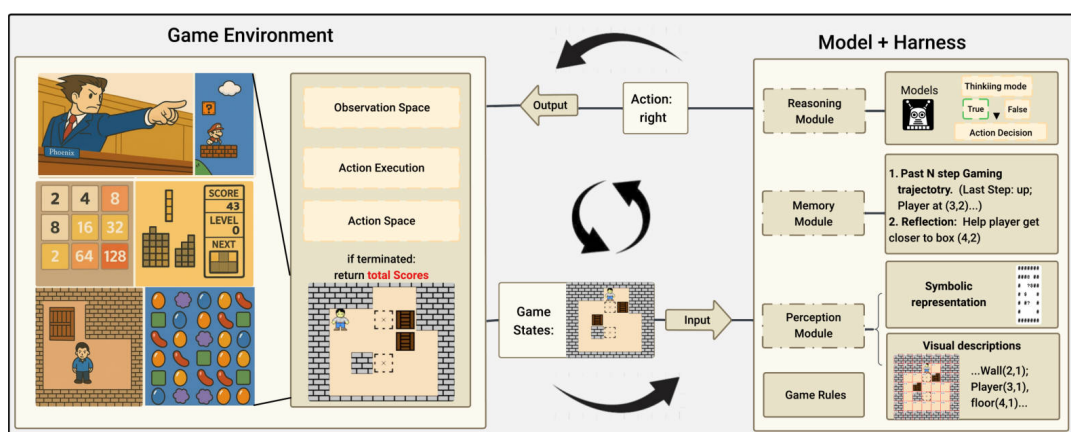 Game Environment
Phoenix
2 4 8
8 16 32
2 64 128
SCORE
43
LEVEL
0
NEXT
Observation Space
Action Execution
Action Space
if terminated:
return total Scores
Output
Action:
right
Game
States:
Input
Model + Harness
Reasoning
Module
Models
Thinkiing mode
True
False
Action Decision
Memory
Module
1. Past N step Gaming
trajectotry. (Last Step: up;
Player at (3,2)...)
2. Reflection: Help player get
closer to box (4,2)
Perception
Module
Symbolic
representation
Visual descriptions
...Wall(2,1);
Player(3,1),
floor(4,1)...
Game Rules